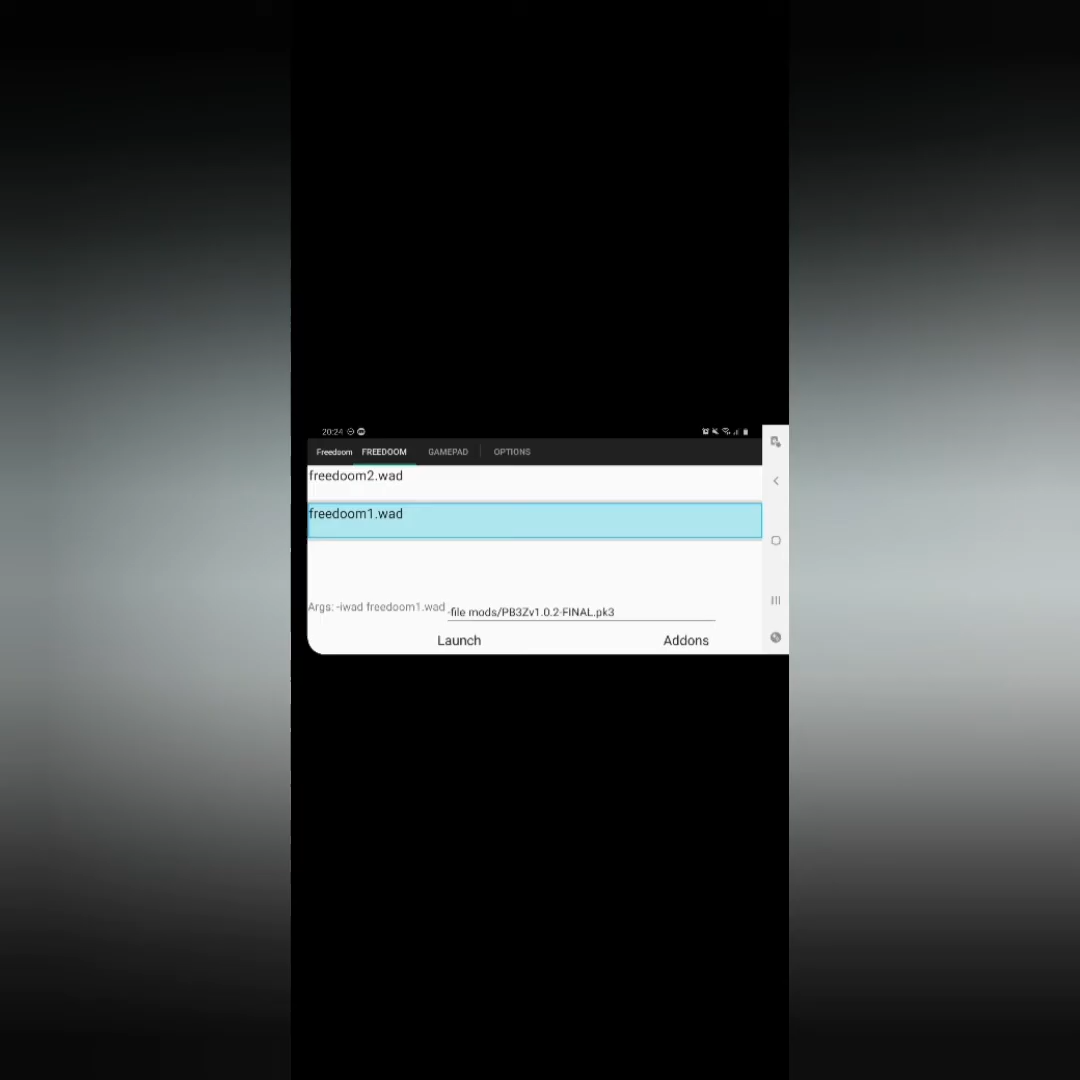 20:24
Freedoom FREEDOOM GAMEPAD OPTIONS
freedoom2.wad
freedoom1.wad
Args: -iwad freedoom1.wad -file mods/PB3Zv1.0.2-FINAL.pk3
Launch Addons